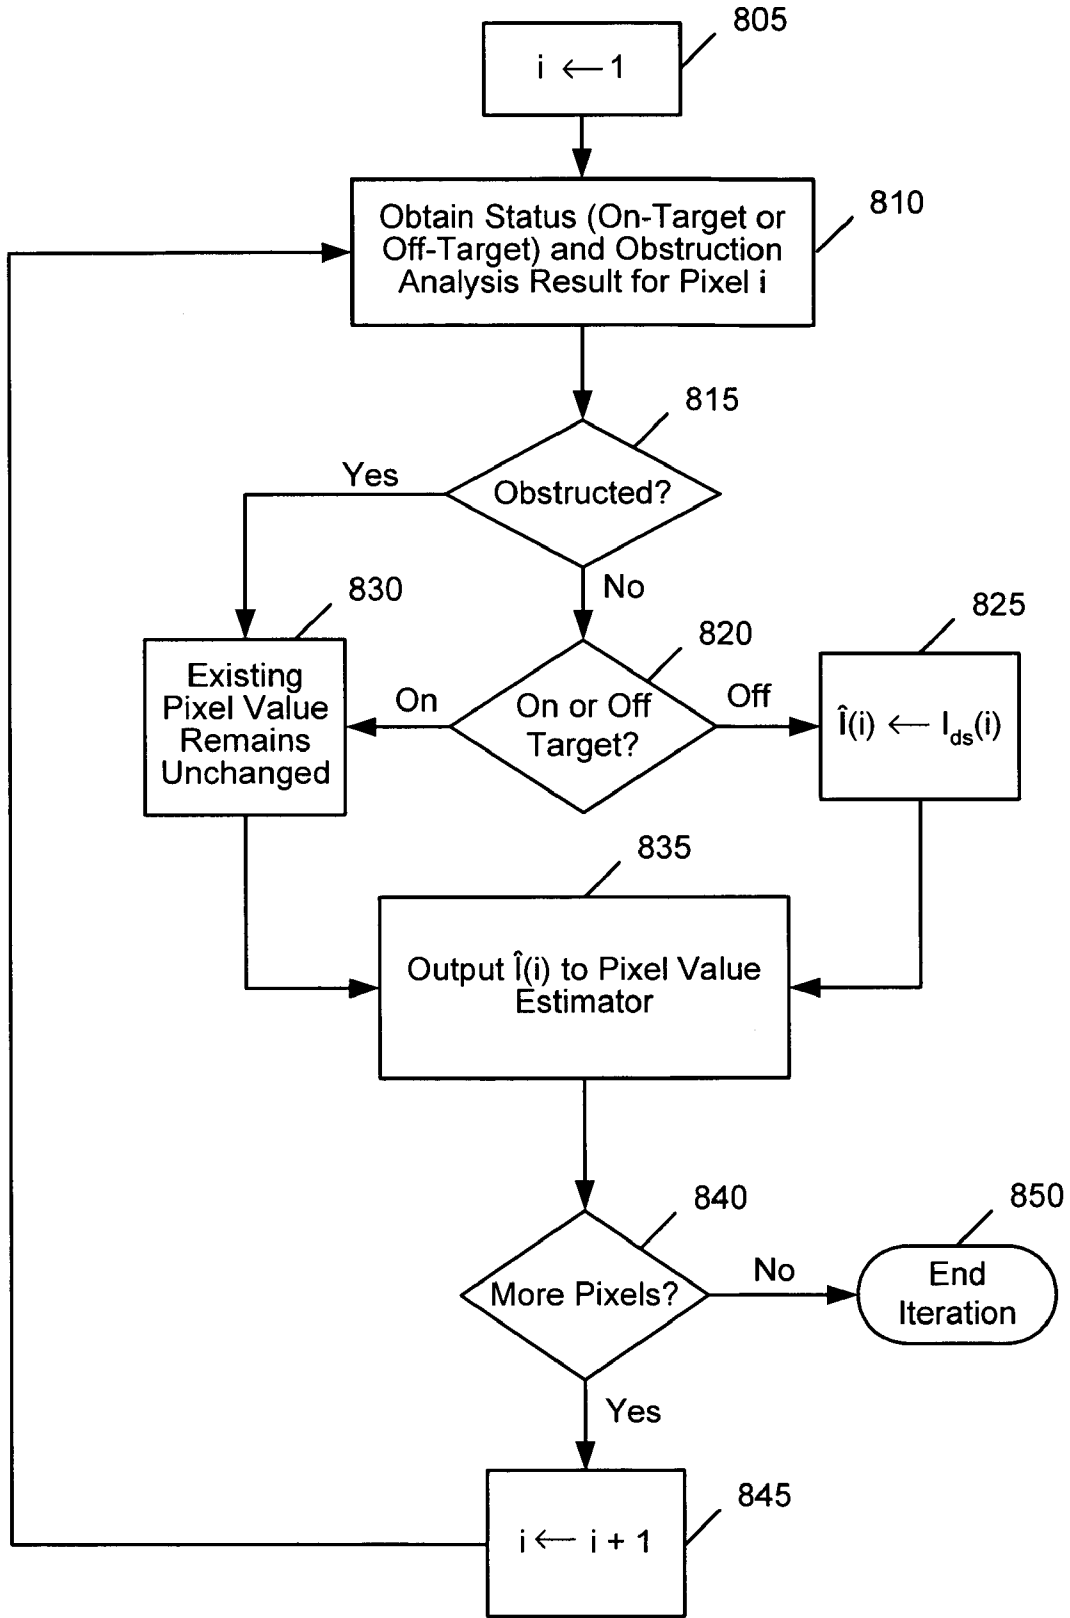 805
i ← 1
810
Obtain Status (On-Target or
Off-Target) and Obstruction
Analysis Result for Pixel i
815
Obstructed?
Yes
No
830
Existing
Pixel Value
Remains
Unchanged
820
On or Off
Target?
On
Off
825
Î(i) ← I_ds(i)
835
Output Î(i) to Pixel Value
Estimator
840
More Pixels?
No
850
End
Iteration
Yes
845
i ← i + 1